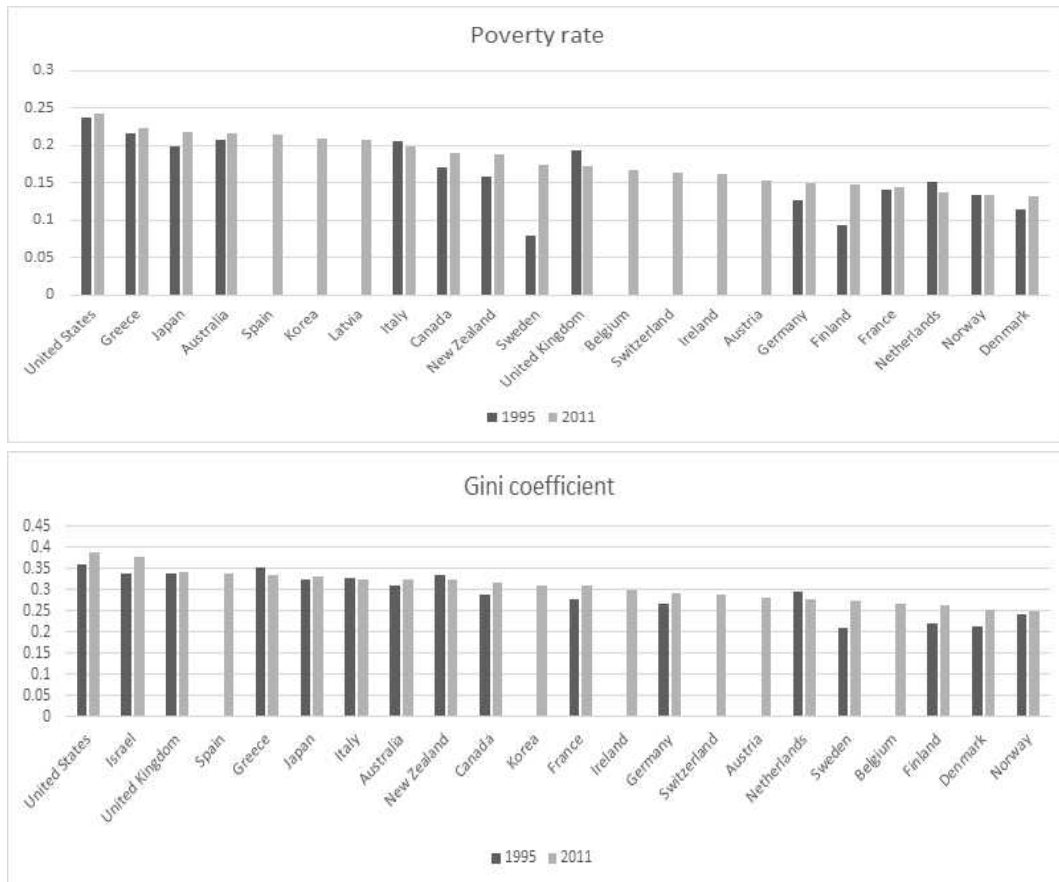 Poverty rate
0.3
0.25
0.2
0.15
0.1
0.05
0
United States
Greece
Japan
Australia
Spain
Korea
Latvia
Italy
Canada
New Zealand
Sweden
United Kingdom
Belgium
Switzerland
Ireland
Austria
Germany
Finland
France
Netherlands
Norway
Denmark
1995 2011
Gini coefficient
0.45
0.4
0.35
0.3
0.25
0.2
0.15
0.1
0.05
0
United States
Israel
United Kingdom
Spain
Greece
Japan
Italy
Australia
New Zealand
Canada
Korea
France
Ireland
Germany
Switzerland
Austria
Netherlands
Sweden
Belgium
Finland
Denmark
Norway
1995 2011